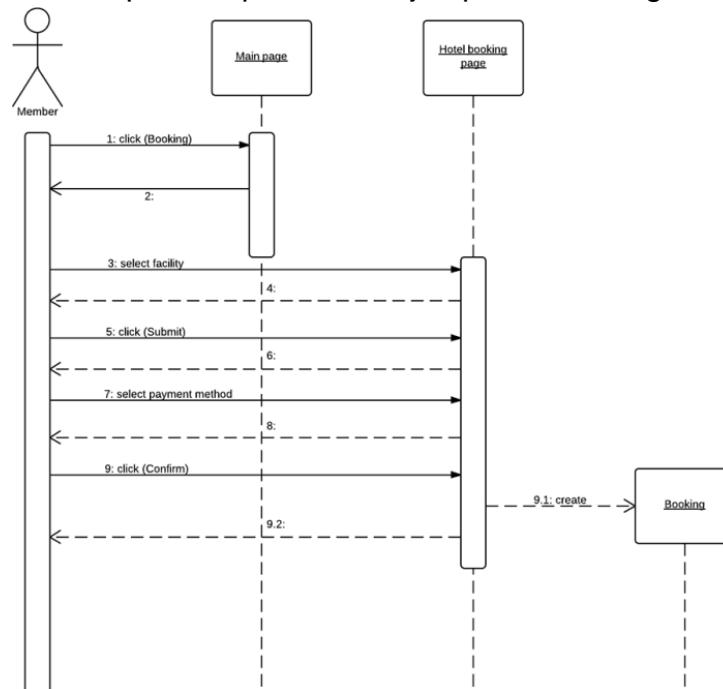 Main page
Hotel booking
page
Member
1: click (Booking)
2:
3: select facility
4:
5: click (Submit)
6:
7: select payment method
8:
9: click (Confirm)
9.1: create
Booking
9.2: